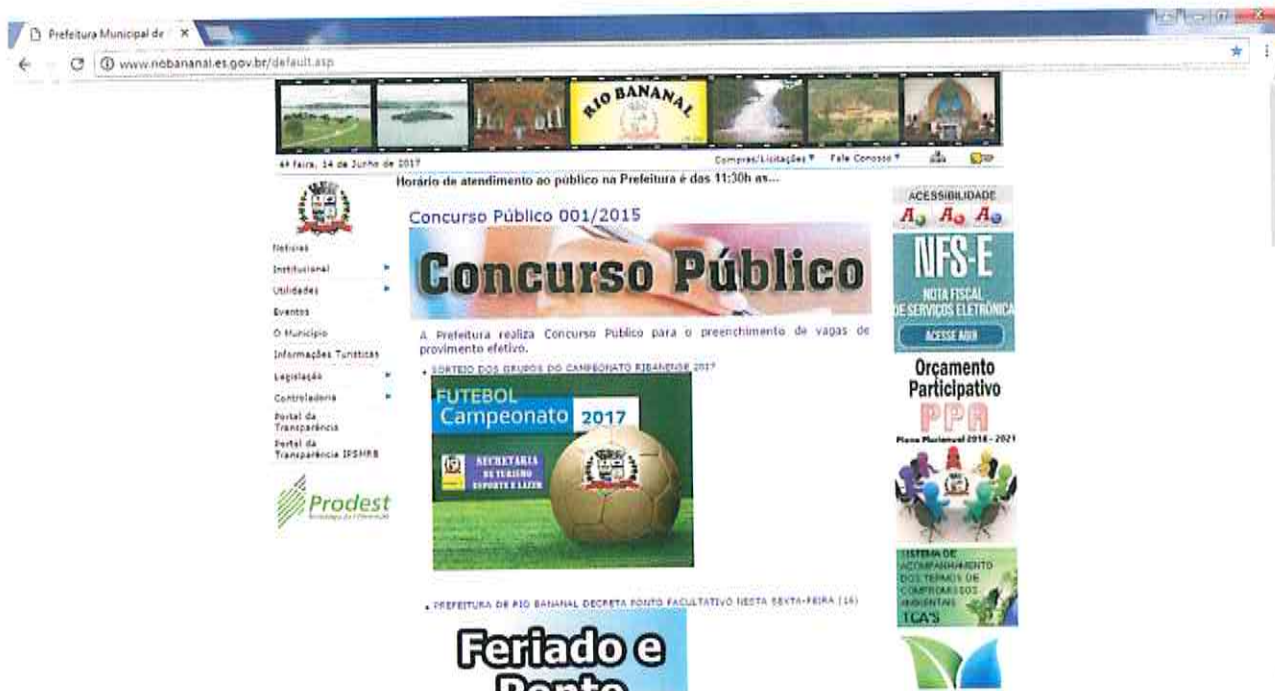 Prefeitura Municipal de
www.riobananal.es.gov.br/default.asp
RIO BANANAL
4ª feira, 14 de Junho de 2017
Compras/Licitações
Fale Conosco
Horário de atendimento ao público na Prefeitura é das 11:30h as...
Notícias
Institucional
Utilidades
Eventos
O Município
Informações Turísticas
Legislação
Controladoria
Portal da
Transparência
Portal da
Transparência IPSMRB
Prodest
Concurso Público 001/2015
Concurso Público
A Prefeitura realiza Concurso Público para o preenchimento de vagas de
provimento efetivo.
SORTEIO DOS GRUPOS DO CAMPEONATO RIBANENSE 2017
FUTEBOL
Campeonato 2017
SECRETARIA
DE TURISMO
ESPORTE E LAZER
PREFEITURA DE RIO BANANAL DECRETA PONTO FACULTATIVO NESTA SEXTA-FEIRA (16)
Feriado e
Ponto
ACESSIBILIDADE
A A A
NFS-E
NOTA FISCAL
DE SERVIÇOS ELETRÔNICA
ACESSE AQUI
Orçamento
Participativo
PPA
Plano Plurianual 2018 - 2021
SISTEMA DE
ACOMPANHAMENTO
DOS TERMOS DE
COMPROMISSOS
AMBIENTAIS
TCA'S